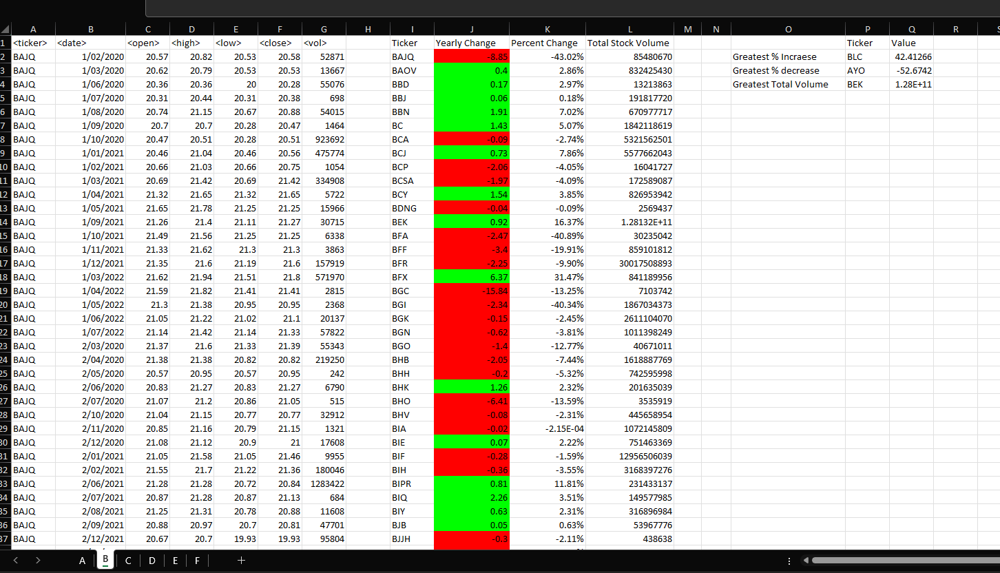 A B C D E F G H I J K L M N O P Q R
1 <ticker> <date> <open> <high> <low> <close> <vol> Ticker Yearly Change Percent Change Total Stock Volume Ticker Value
2 BAJQ 1/02/2020 20.57 20.82 20.53 20.58 52871 BAJQ -8.85 -43.02% 85480670 Greatest % Incraese BLC 42.41266
3 BAJQ 1/03/2020 20.62 20.79 20.53 20.53 13667 BAOV 0.4 2.86% 832425430 Greatest % decrease AYO -52.6742
4 BAJQ 1/06/2020 20.36 20.36 20 20.28 55076 BBD 0.17 2.97% 13213863 Greatest Total Volume BEK 1.28E+11
5 BAJQ 1/07/2020 20.31 20.44 20.31 20.38 698 BBJ 0.06 0.18% 191817720
6 BAJQ 1/08/2020 20.74 21.15 20.67 20.88 54015 BBN 1.91 7.02% 670977717
7 BAJQ 1/09/2020 20.7 20.7 20.28 20.47 1464 BC 1.43 5.07% 1842118619
8 BAJQ 1/10/2020 20.47 20.51 20.28 20.51 923692 BCA -0.09 -2.74% 5321562501
9 BAJQ 1/01/2021 20.46 21.04 20.46 20.56 475774 BCJ 0.73 7.86% 5577662043
10 BAJQ 1/02/2021 20.66 21.03 20.66 20.75 1054 BCP -2.06 -4.05% 16041727
11 BAJQ 1/03/2021 20.69 21.42 20.69 21.42 334908 BCSA -1.97 -4.09% 172589087
12 BAJQ 1/04/2021 21.32 21.65 21.32 21.65 5722 BCY 1.54 3.85% 826953942
13 BAJQ 1/05/2021 21.65 21.78 21.25 21.25 15966 BDNG -0.04 -0.09% 2569437
14 BAJQ 1/09/2021 21.26 21.4 21.11 21.27 30715 BEK 0.92 16.37% 1.28132E+11
15 BAJQ 1/10/2021 21.49 21.56 21.25 21.25 6338 BFA -2.47 -40.89% 30235042
16 BAJQ 1/11/2021 21.33 21.62 21.3 21.3 3863 BFF -3.4 -19.91% 859101812
17 BAJQ 1/12/2021 21.35 21.6 21.19 21.6 157919 BFR -2.25 -9.90% 30017508893
18 BAJQ 1/03/2022 21.62 21.94 21.51 21.8 571970 BFX 6.37 31.47% 841189956
19 BAJQ 1/04/2022 21.59 21.82 21.41 21.41 2815 BGC -15.84 -13.25% 7103742
20 BAJQ 1/05/2022 21.3 21.38 20.95 20.95 2368 BGI -2.34 -40.34% 1867034373
21 BAJQ 1/06/2022 21.05 21.22 21.02 21.1 20137 BGK -0.15 -2.45% 2611104070
22 BAJQ 1/07/2022 21.14 21.42 21.14 21.33 57822 BGN -0.62 -3.81% 1011398249
23 BAJQ 2/03/2020 21.37 21.6 21.33 21.39 55343 BGO -1.4 -12.77% 40671011
24 BAJQ 2/04/2020 21.38 21.38 20.82 20.82 219250 BHB -2.05 -7.44% 1618887769
25 BAJQ 2/05/2020 20.57 20.95 20.57 20.95 242 BHH -0.2 -5.32% 742595998
26 BAJQ 2/06/2020 20.83 21.27 20.83 21.27 6790 BHK 1.26 2.32% 201635039
27 BAJQ 2/07/2020 21.07 21.2 20.86 21.05 515 BHO -6.41 -13.59% 3535919
28 BAJQ 2/10/2020 21.04 21.15 20.77 20.77 32912 BHV -0.08 -2.31% 445658954
29 BAJQ 2/11/2020 20.85 21.16 20.79 21.15 1321 BIA -0.02 -2.15E-04 1072145809
30 BAJQ 2/12/2020 21.08 21.12 20.9 21 17608 BIE 0.07 2.22% 751463369
31 BAJQ 2/01/2021 21.05 21.58 21.05 21.46 9955 BIF -0.28 -1.59% 12956506039
32 BAJQ 2/02/2021 21.55 21.7 21.22 21.36 180046 BIH -0.36 -3.55% 3168397276
33 BAJQ 2/06/2021 21.28 21.28 20.72 20.84 1283422 BIPR 0.81 11.81% 231433137
34 BAJQ 2/07/2021 20.87 21.28 20.87 21.13 684 BIQ 2.26 3.51% 149577985
35 BAJQ 2/08/2021 21.25 21.31 20.78 20.88 11608 BIY 0.63 2.31% 316896984
36 BAJQ 2/09/2021 20.88 20.97 20.7 20.81 47701 BJB 0.05 0.63% 53967776
37 BAJQ 2/12/2021 20.67 20.7 19.93 19.93 95804 BJJH -0.3 -2.11% 438638
A B C D E F